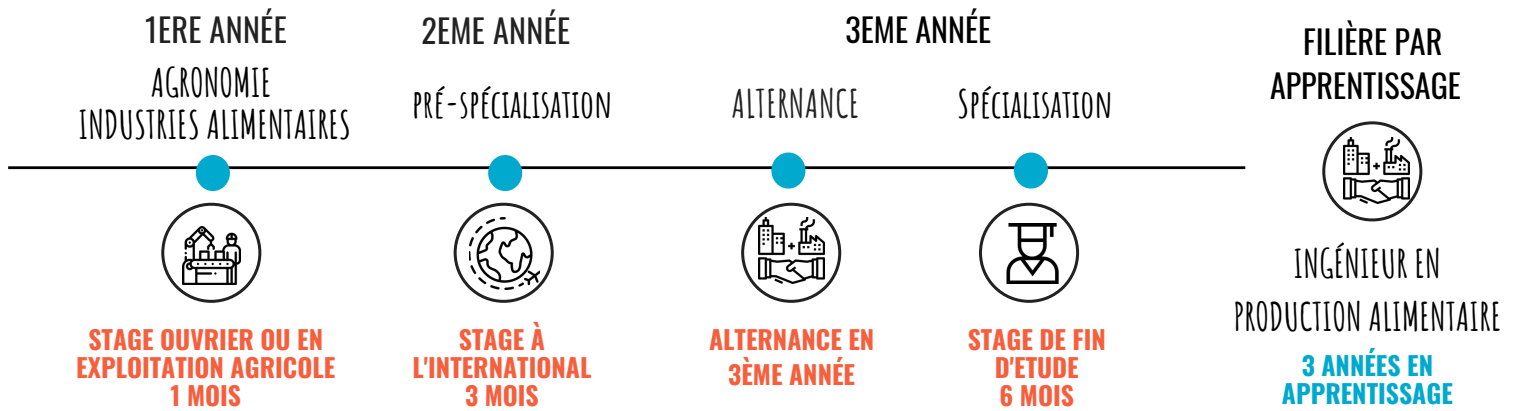 1ERE ANNÉE
AGRONOMIE
INDUSTRIES ALIMENTAIRES
STAGE OUVRIER OU EN
EXPLOITATION AGRICOLE
1 MOIS
2EME ANNÉE
PRÉ-SPÉCIALISATION
STAGE À
L'INTERNATIONAL
3 MOIS
3EME ANNÉE
ALTERNANCE
ALTERNANCE EN
3ÈME ANNÉE
SPÉCIALISATION
STAGE DE FIN
D'ETUDE
6 MOIS
FILIÈRE PAR
APPRENTISSAGE
INGÉNIEUR EN
PRODUCTION ALIMENTAIRE
3 ANNÉES EN
APPRENTISSAGE